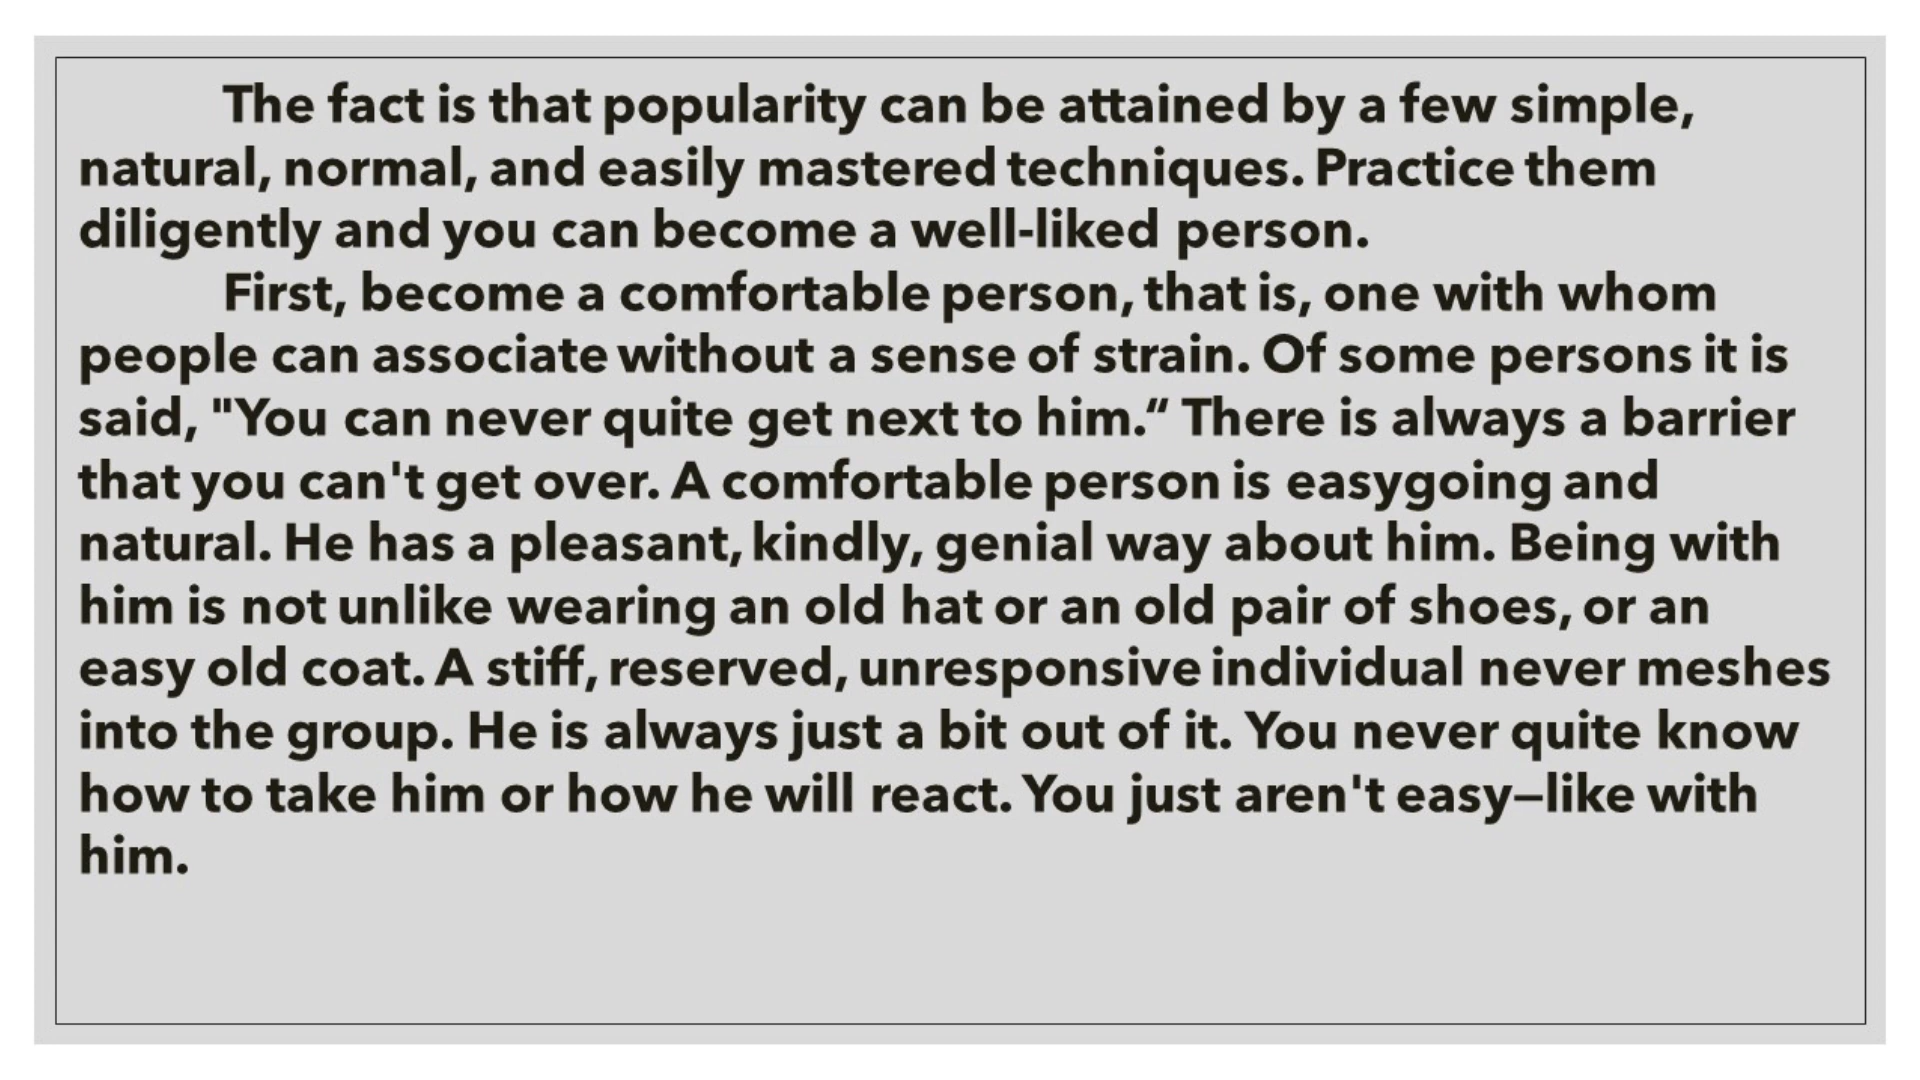 The fact is that popularity can be attained by a few simple,
natural, normal, and easily mastered techniques. Practice them
diligently and you can become a well-liked person.
First, become a comfortable person, that is, one with whom
people can associate without a sense of strain. Of some persons it is
said, "You can never quite get next to him.“ There is always a barrier
that you can't get over. A comfortable person is easygoing and
natural. He has a pleasant, kindly, genial way about him. Being with
him is not unlike wearing an old hat or an old pair of shoes, or an
easy old coat. A stiff, reserved, unresponsive individual never meshes
into the group. He is always just a bit out of it. You never quite know
how to take him or how he will react. You just aren't easy—like with
him.